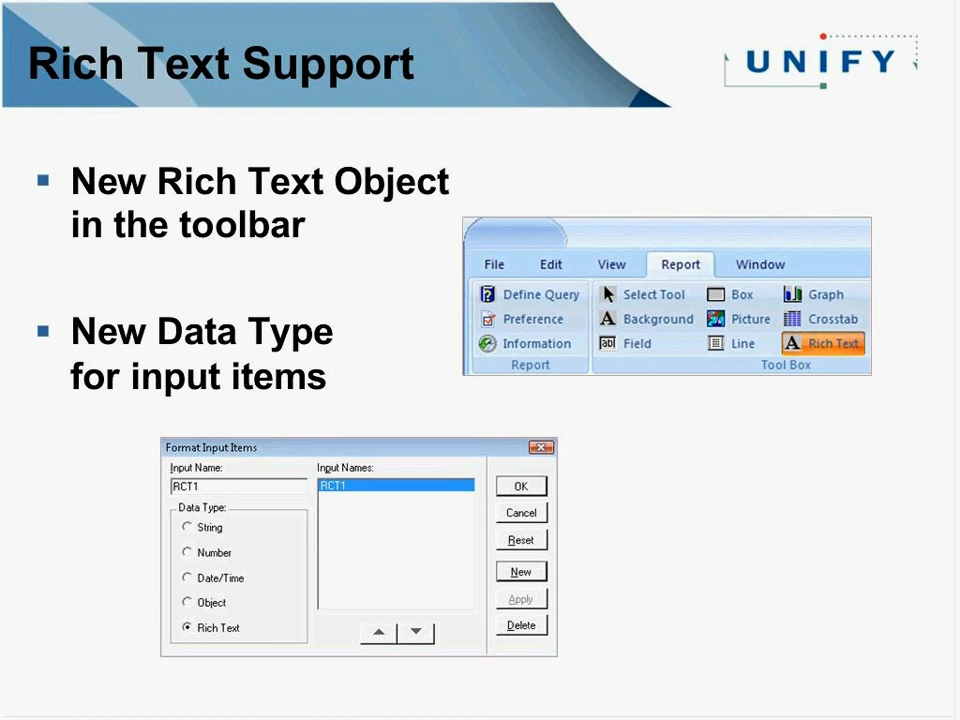 Rich Text Support
UNIFY
▪ New Rich Text Object
in the toolbar
File Edit View Report Window
Define Query Select Tool Box Graph
Preference A Background Picture Crosstab
Information abl Field Line A Rich Text
Report Tool Box
▪ New Data Type
for input items
Format Input Items
Input Name: Input Names:
RCT1 RCT1 OK
Data Type: Cancel
String
Reset
Number
New
Date/Time
Apply
Object
Delete
Rich Text